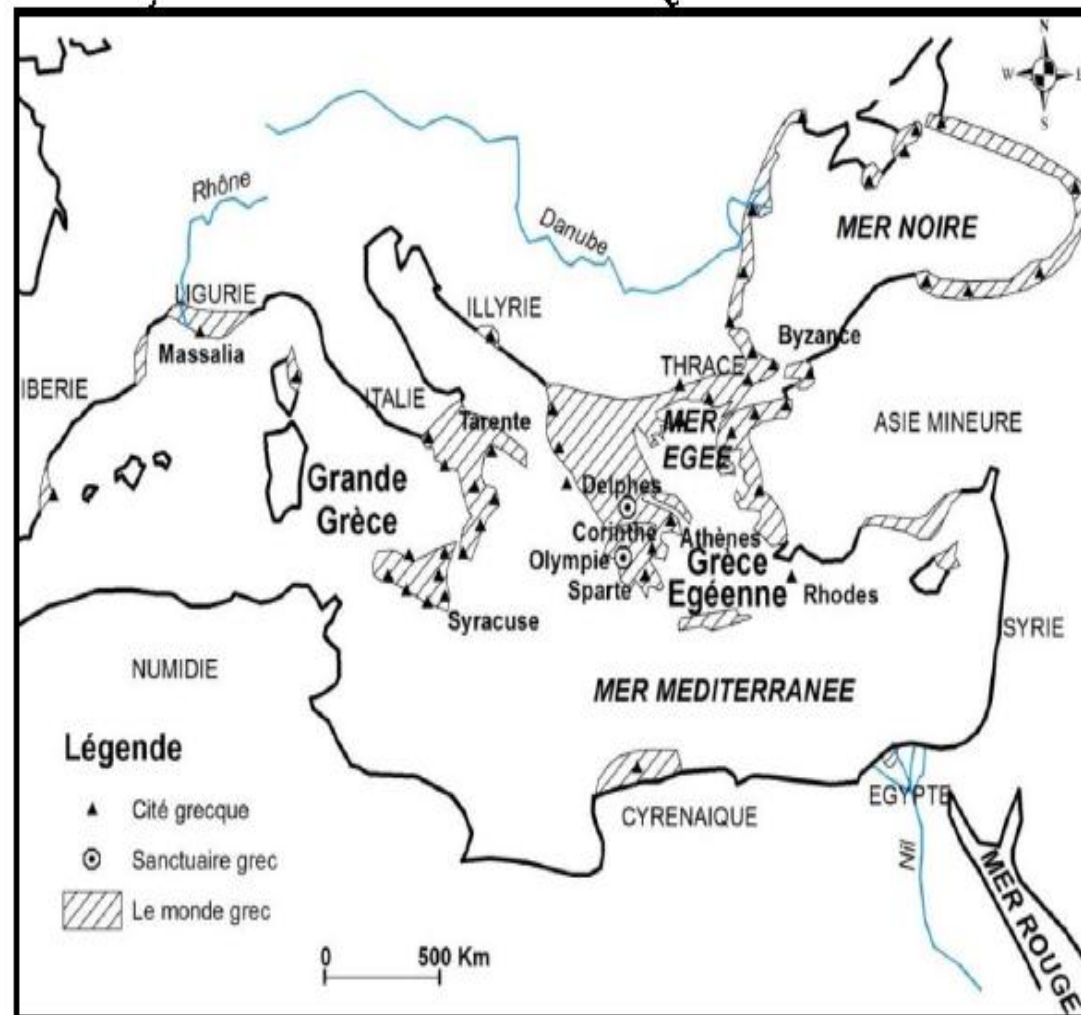 N
W
E
S
Rhône
Danube
MER NOIRE
LIGURIE
ILLYRIE
Massalia
Byzance
THRACE
IBERIE
ITALIE
MER
EGEE
ASIE MINEURE
Tarente
Grande
Grèce
Delphes
Corinthe
Athènes
Olympie
Grèce
Egéenne
Sparte
Rhodes
Syracuse
SYRIE
NUMIDIE
MER MEDITERRANEE
Légende
Cité grecque
EGYPTE
CYRENAIQUE
Sanctuaire grec
Nil
MER ROUGE
Le monde grec
0 500 Km